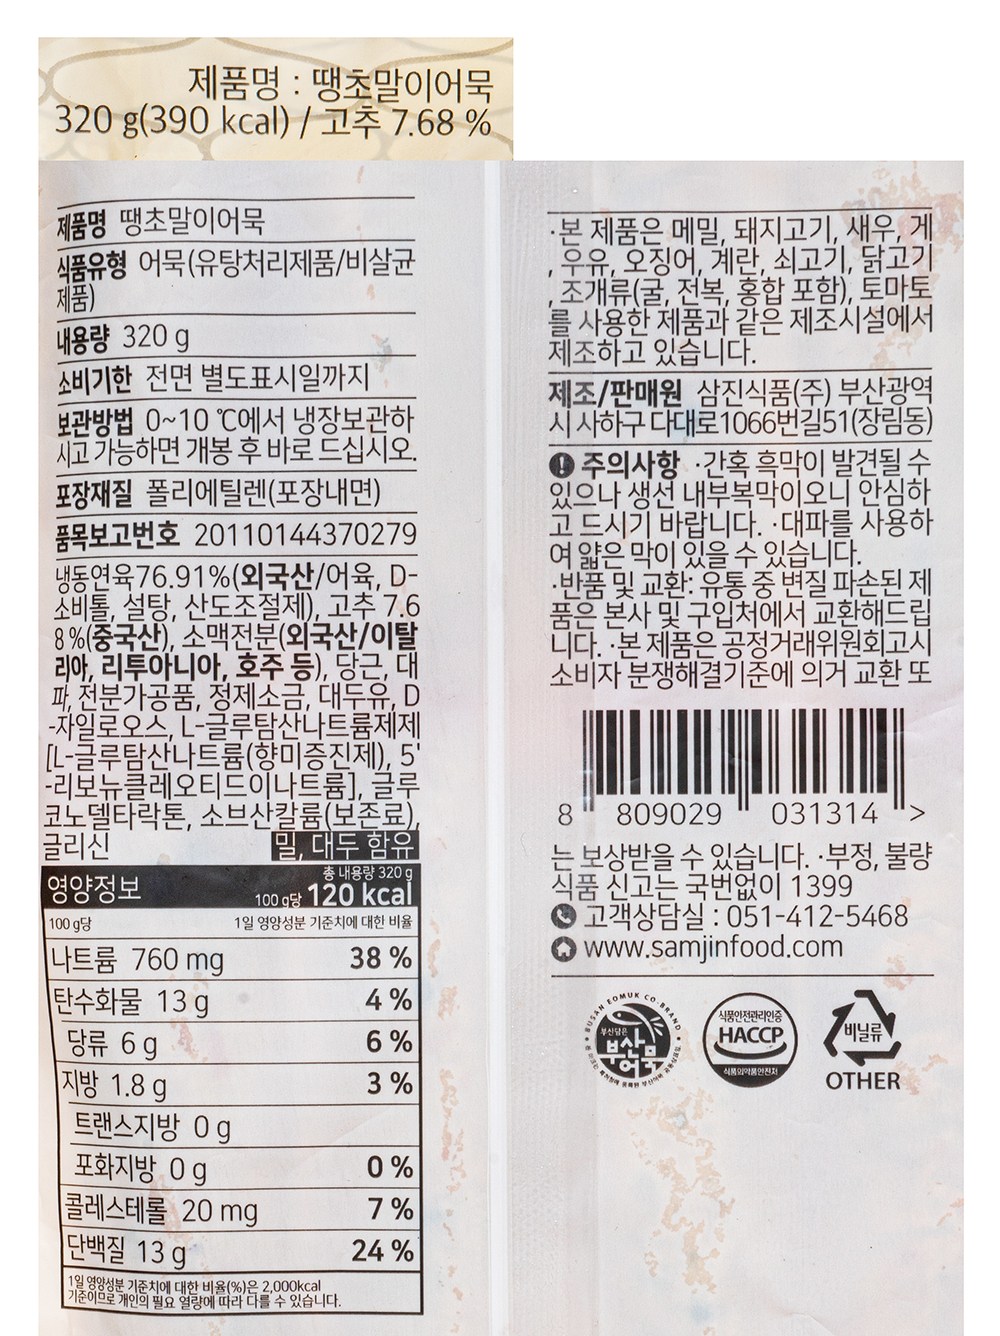 제품명 : 땡초말이어묵
320 g(390 kcal) / 고추 7.68 %
제품명 땡초말이어묵
식품유형 어묵(유탕처리제품/비살균
제품)
내용량 320 g
소비기한 전면 별도표시일까지
보관방법 0~10 ℃에서 냉장보관하
시고 가능하면 개봉 후 바로 드십시오.
포장재질 폴리에틸렌(포장내면)
품목보고번호 20110144370279
냉동연육76.91%(외국산/어육, D-
소비톨, 설탕, 산도조절제), 고추 7.6
8%(중국산), 소맥전분(외국산/이탈
리아, 리투아니아, 호주 등), 당근, 대
파, 전분가공품, 정제소금, 대두유, D
-자일로오스, L-글루탐산나트륨제제
[L-글루탐산나트륨(향미증진제), 5'
-리보뉴클레오티드이나트륨], 글루
코노델타락톤, 소브산칼륨(보존료),
글리신 밀, 대두 함유
영양정보 총 내용량 320 g
100 g당 120 kcal
100 g당 1일 영양성분 기준치에 대한 비율
나트륨 760 mg 38 %
탄수화물 13 g 4 %
당류 6 g 6 %
지방 1.8 g 3 %
트랜스지방 0 g
포화지방 0 g 0 %
콜레스테롤 20 mg 7 %
단백질 13 g 24 %
1일 영양성분 기준치에 대한 비율(%)은 2,000kcal
기준이므로 개인의 필요 열량에 따라 다를 수 있습니다.
·본 제품은 메밀, 돼지고기, 새우, 게
, 우유, 오징어, 계란, 쇠고기, 닭고기
, 조개류(굴, 전복, 홍합 포함), 토마토
를 사용한 제품과 같은 제조시설에서
제조하고 있습니다.
제조/판매원 삼진식품(주) 부산광역
시 사하구 다대로1066번길51(장림동)
주의사항 ·간혹 흑막이 발견될 수
있으나 생선 내부복막이오니 안심하
고 드시기 바랍니다. ·대파를 사용하
여 얇은 막이 있을 수 있습니다.
·반품 및 교환: 유통 중 변질 파손된 제
품은 본사 및 구입처에서 교환해드립
니다. ·본 제품은 공정거래위원회고시
소비자 분쟁해결기준에 의거 교환 또
8 809029 031314 >
는 보상받을 수 있습니다. ·부정, 불량
식품 신고는 국번없이 1399
고객상담실 : 051-412-5468
www.samjinfood.com
BUSAN EOMUK CO-BRAND
부산담은
부산
어묵
식품안전관리인증
HACCP
식품의약품안전처
비닐류
OTHER